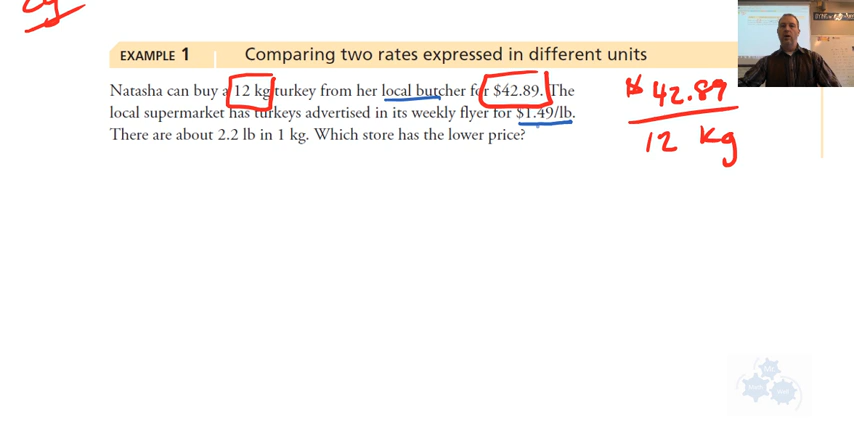 EXAMPLE 1 Comparing two rates expressed in different units
Natasha can buy a 12 kg turkey from her local butcher for $42.89. The
local supermarket has turkeys advertised in its weekly flyer for $1.49/lb.
There are about 2.2 lb in 1 kg. Which store has the lower price?
$42.89
12 kg